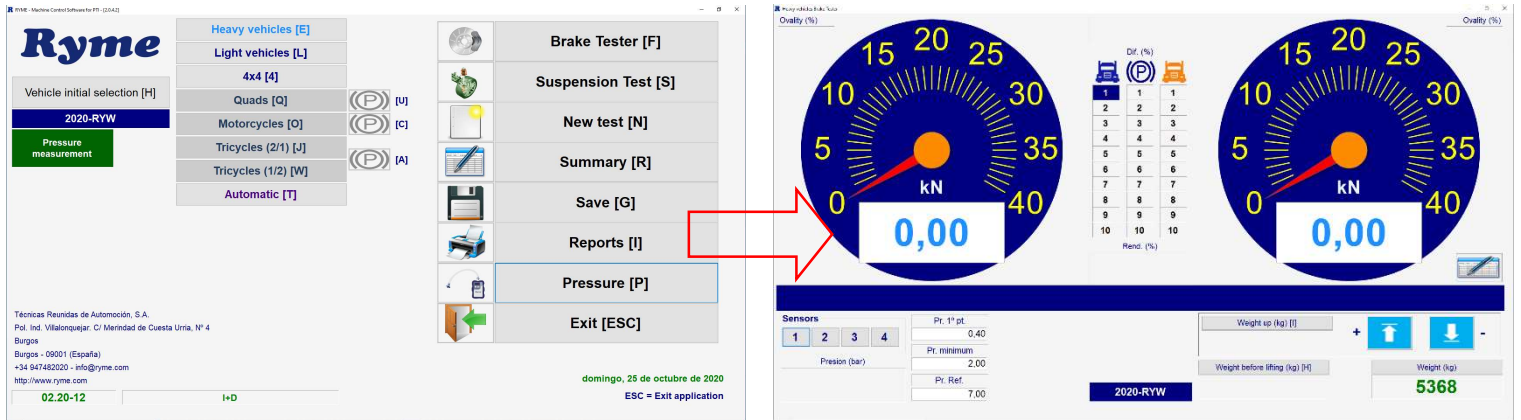 RYME - Machine Control Software for PTI - [2.0.4.2]
Ryme
Vehicle initial selection [H]
2020-RYW
Pressure
measurement
Heavy vehicles [E]
Light vehicles [L]
4x4 [4]
Quads [Q]
(P) [U]
Motorcycles [O]
(P) [C]
Tricycles (2/1) [J]
Tricycles (1/2) [W]
(P) [A]
Automatic [T]
Brake Tester [F]
Suspension Test [S]
New test [N]
Summary [R]
Save [G]
Reports [I]
Pressure [P]
Exit [ESC]
Técnicas Reunidas de Automoción, S.A.
Pol. Ind. Villalonquejar. C/ Merindad de Cuesta Urria, Nº 4
Burgos
Burgos - 09001 (España)
+34 947482020 - info@ryme.com
http://www.ryme.com
02.20-12
I+D
domingo, 25 de octubre de 2020
ESC = Exit application
Heavy vehicles Brake Tester
Ovality (%)
0 5 10 15 20 25 30 35 40
kN
0,00
Dif. (%)
(P)
1 1 1
2 2 2
3 3 3
4 4 4
5 5 5
6 6 6
7 7 7
8 8 8
9 9 9
10 10 10
Rend. (%)
Ovality (%)
0 5 10 15 20 25 30 35 40
kN
0,00
Sensors
1 2 3 4
Presion (bar)
Pr. 1º pt.
0,40
Pr. minimum
2,00
Pr. Ref.
7,00
2020-RYW
Weight up (kg) [I]
+ -
Weight before lifting (kg) [H]
Weight (kg)
5368